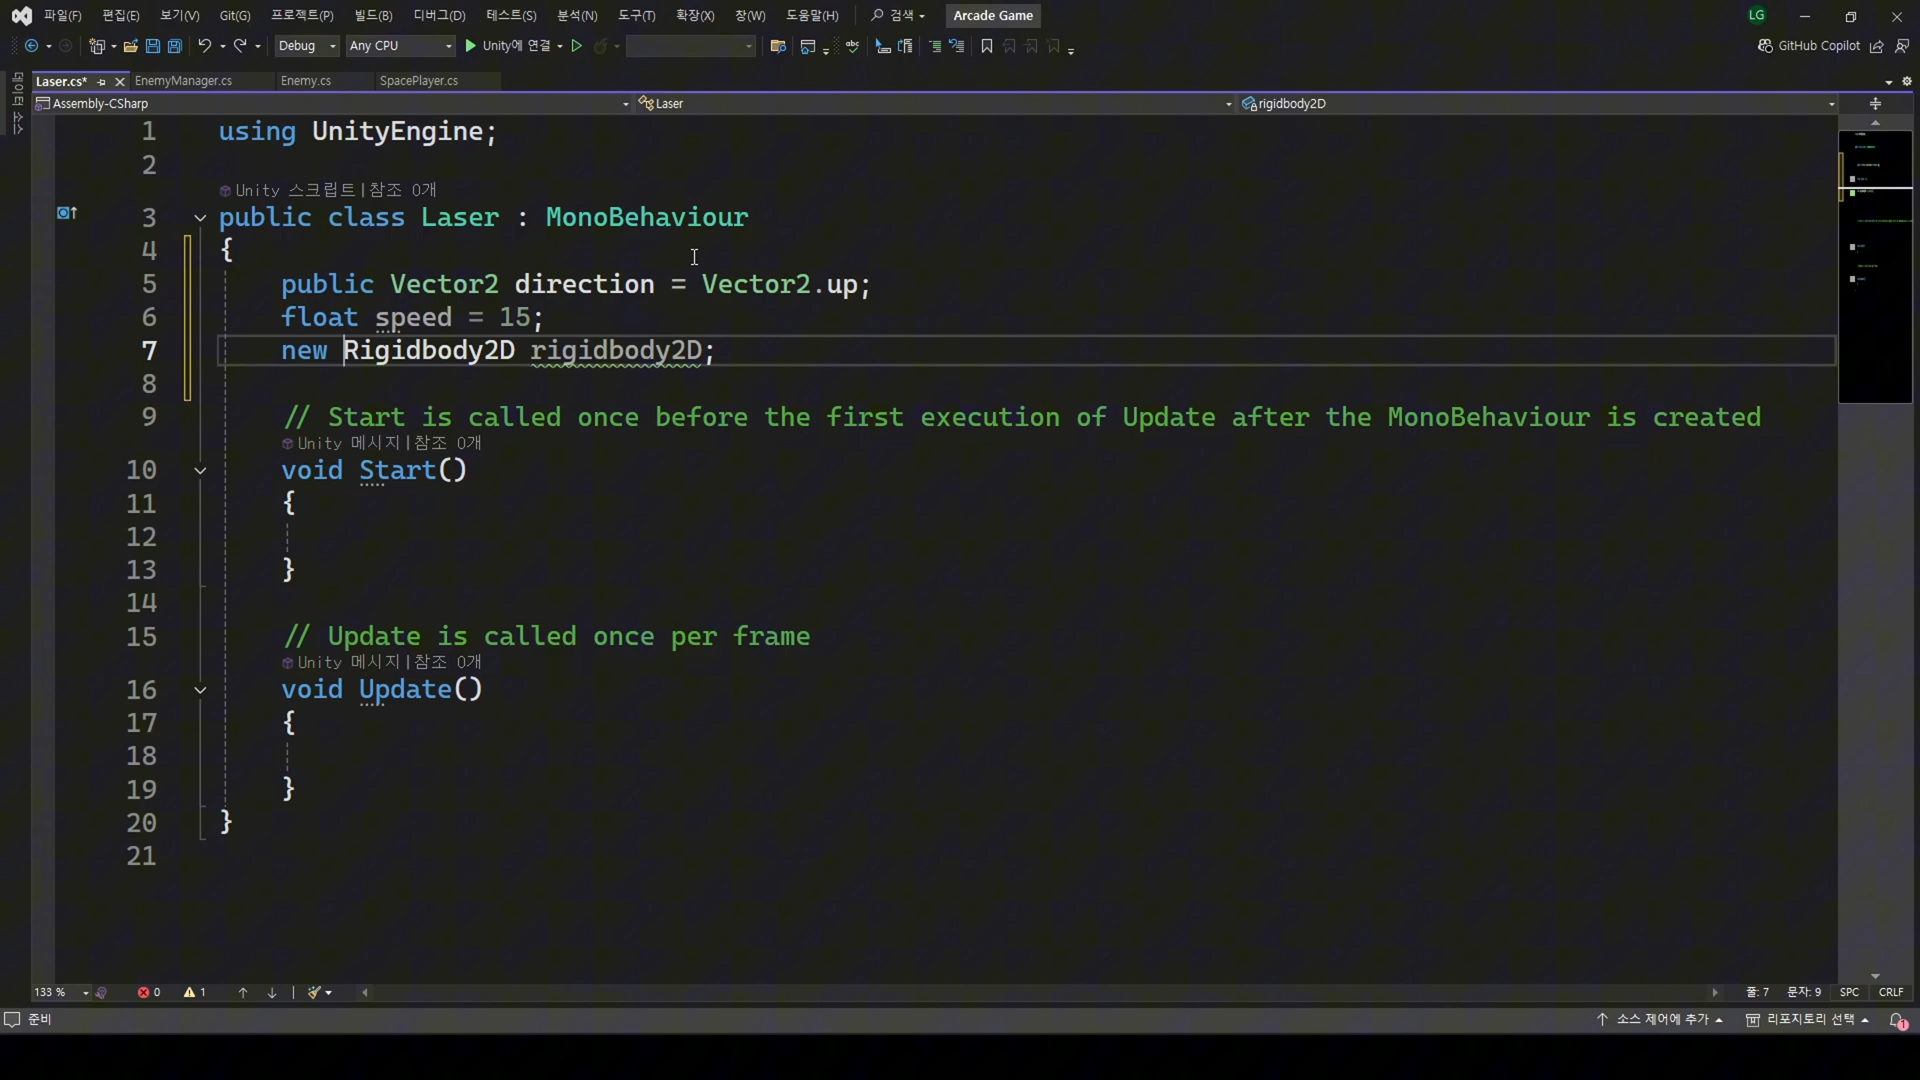 파일(F) 편집(E) 보기(V) Git(G) 프로젝트(P) 빌드(B) 디버그(D) 테스트(S) 분석(N) 도구(T) 확장(X) 창(W) 도움말(H) 검색 Arcade Game LG
Debug Any CPU Unity에 연결 GitHub Copilot
데이터 소스
Laser.cs* EnemyManager.cs Enemy.cs SpacePlayer.cs
Assembly-CSharp Laser rigidbody2D
1 using UnityEngine;
2
Unity 스크립트|참조 0개
3 public class Laser : MonoBehaviour
4 {
5 public Vector2 direction = Vector2.up;
6 float speed = 15;
7 new Rigidbody2D rigidbody2D;
8
9 // Start is called once before the first execution of Update after the MonoBehaviour is created
Unity 메시지|참조 0개
10 void Start()
11 {
12
13 }
14
15 // Update is called once per frame
Unity 메시지|참조 0개
16 void Update()
17 {
18
19 }
20 }
21
133 % 0 1 줄: 7 문자: 9 SPC CRLF
준비 소스 제어에 추가 리포지토리 선택 1